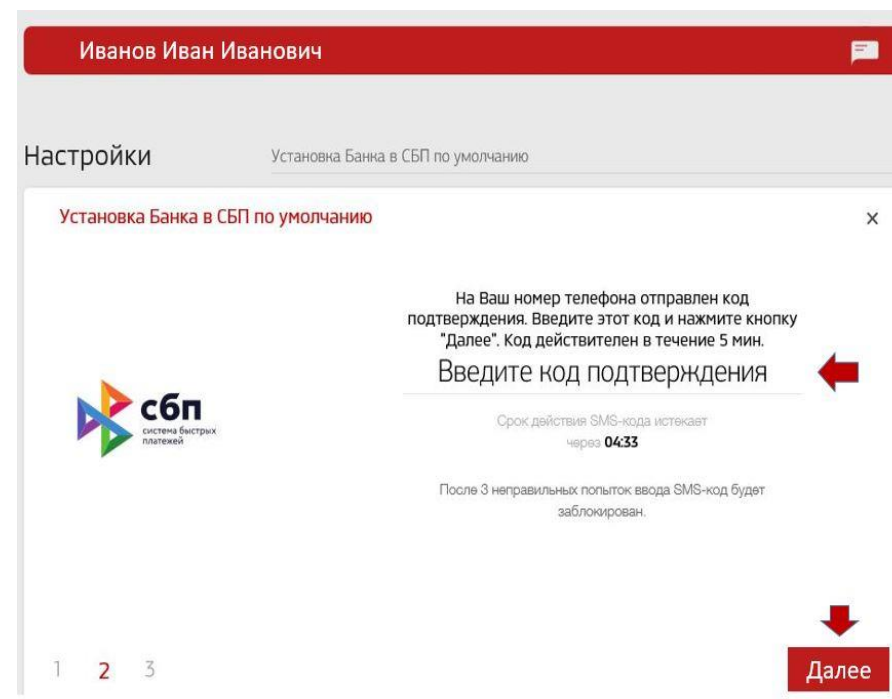 Иванов Иван Иванович
Настройки
Установка Банка в СБП по умолчанию
Установка Банка в СБП по умолчанию
×
На Ваш номер телефона отправлен код
подтверждения. Введите этот код и нажмите кнопку
"Далее". Код действителен в течение 5 мин.
Введите код подтверждения
сбп
система быстрых
платежей
Срок действия SMS-кода истекает
через 04:33
После 3 неправильных попыток ввода SMS-код будет
заблокирован.
1 2 3
Далее